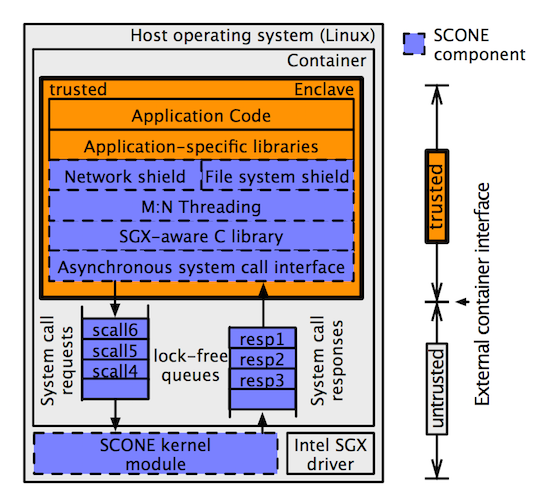 Host operating system (Linux)
SCONE
component
Container
trusted
Enclave
Application Code
Application-specific libraries
Network shield
File system shield
M:N Threading
SGX-aware C library
Asynchronous system call interface
System call
requests
scall6
scall5
scall4
lock-free
queues
resp1
resp2
resp3
System call
responses
SCONE kernel
module
Intel SGX
driver
trusted
untrusted
External container interface